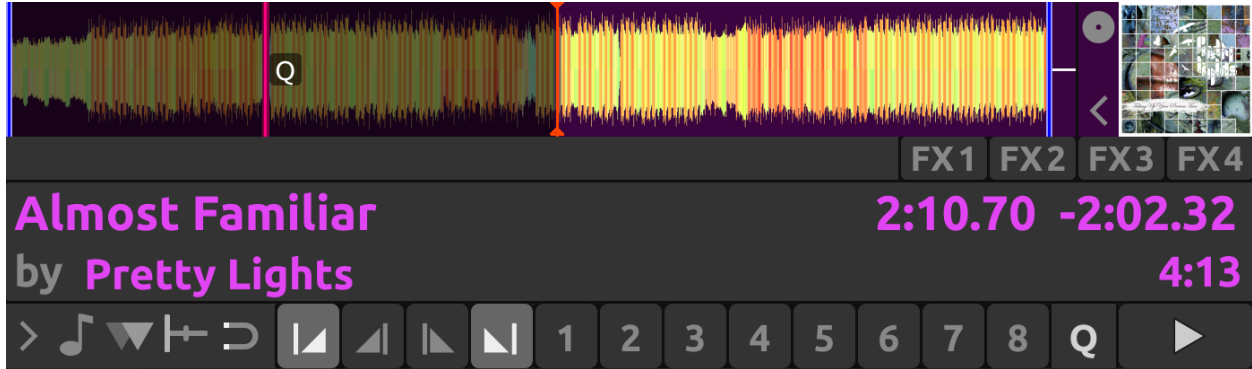 Q
FX1 FX2 FX3 FX4
Almost Familiar 2:10.70 -2:02.32
by Pretty Lights 4:13
1 2 3 4 5 6 7 8 Q